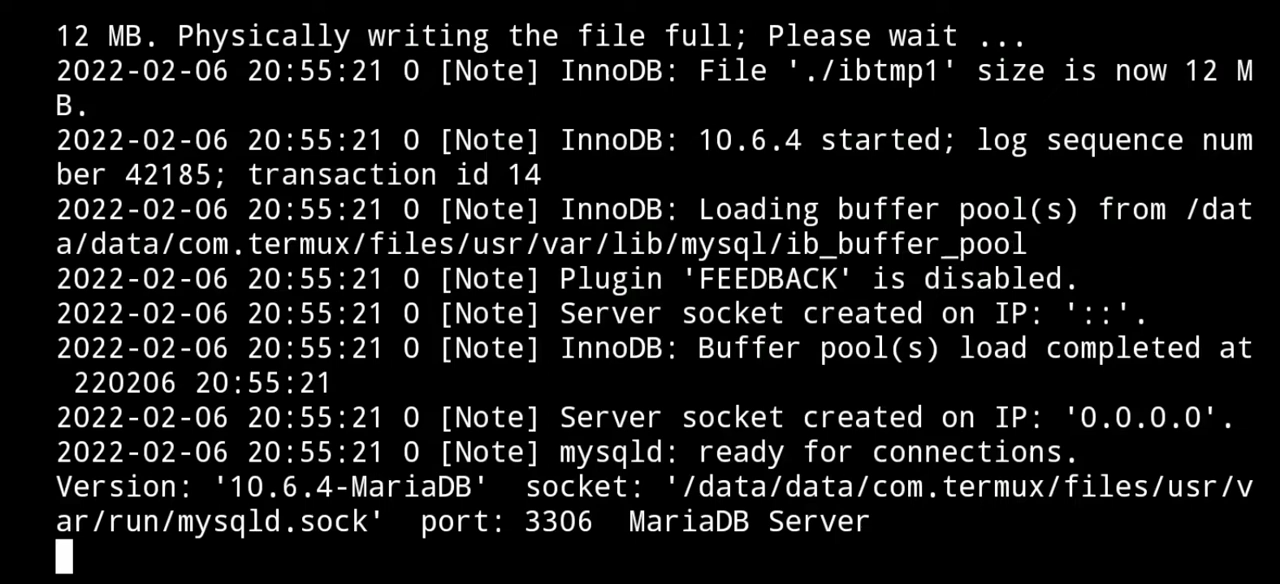 12 MB. Physically writing the file full; Please wait ...
2022-02-06 20:55:21 0 [Note] InnoDB: File './ibtmp1' size is now 12 M
B.
2022-02-06 20:55:21 0 [Note] InnoDB: 10.6.4 started; log sequence num
ber 42185; transaction id 14
2022-02-06 20:55:21 0 [Note] InnoDB: Loading buffer pool(s) from /dat
a/data/com.termux/files/usr/var/lib/mysql/ib_buffer_pool
2022-02-06 20:55:21 0 [Note] Plugin 'FEEDBACK' is disabled.
2022-02-06 20:55:21 0 [Note] Server socket created on IP: '::'.
2022-02-06 20:55:21 0 [Note] InnoDB: Buffer pool(s) load completed at
 220206 20:55:21
2022-02-06 20:55:21 0 [Note] Server socket created on IP: '0.0.0.0'.
2022-02-06 20:55:21 0 [Note] mysqld: ready for connections.
Version: '10.6.4-MariaDB'  socket: '/data/data/com.termux/files/usr/v
ar/run/mysqld.sock'  port: 3306  MariaDB Server